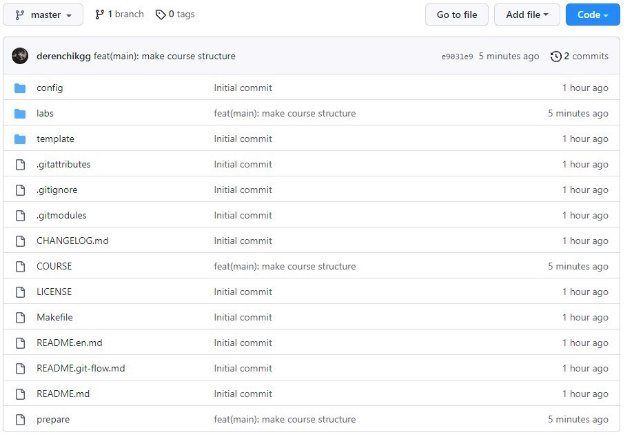 master 1 branch 0 tags Go to file Add file Code
derenchikgg feat(main): make course structure e9031e9 5 minutes ago 2 commits
config Initial commit 1 hour ago
labs feat(main): make course structure 5 minutes ago
template Initial commit 1 hour ago
.gitattributes Initial commit 1 hour ago
.gitignore Initial commit 1 hour ago
.gitmodules Initial commit 1 hour ago
CHANGELOG.md Initial commit 1 hour ago
COURSE feat(main): make course structure 5 minutes ago
LICENSE Initial commit 1 hour ago
Makefile Initial commit 1 hour ago
README.en.md Initial commit 1 hour ago
README.git-flow.md Initial commit 1 hour ago
README.md Initial commit 1 hour ago
prepare feat(main): make course structure 5 minutes ago